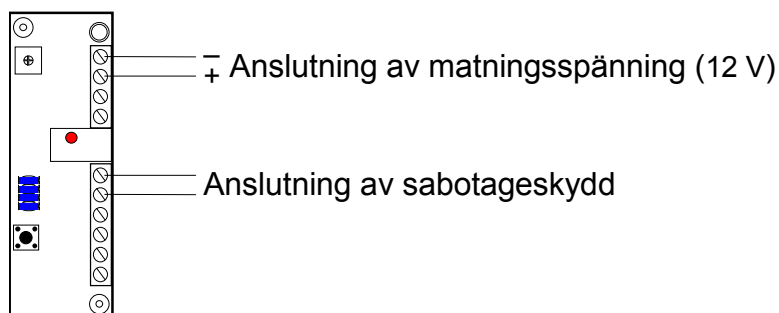 − + Anslutning av matningsspänning (12 V)
Anslutning av sabotageskydd